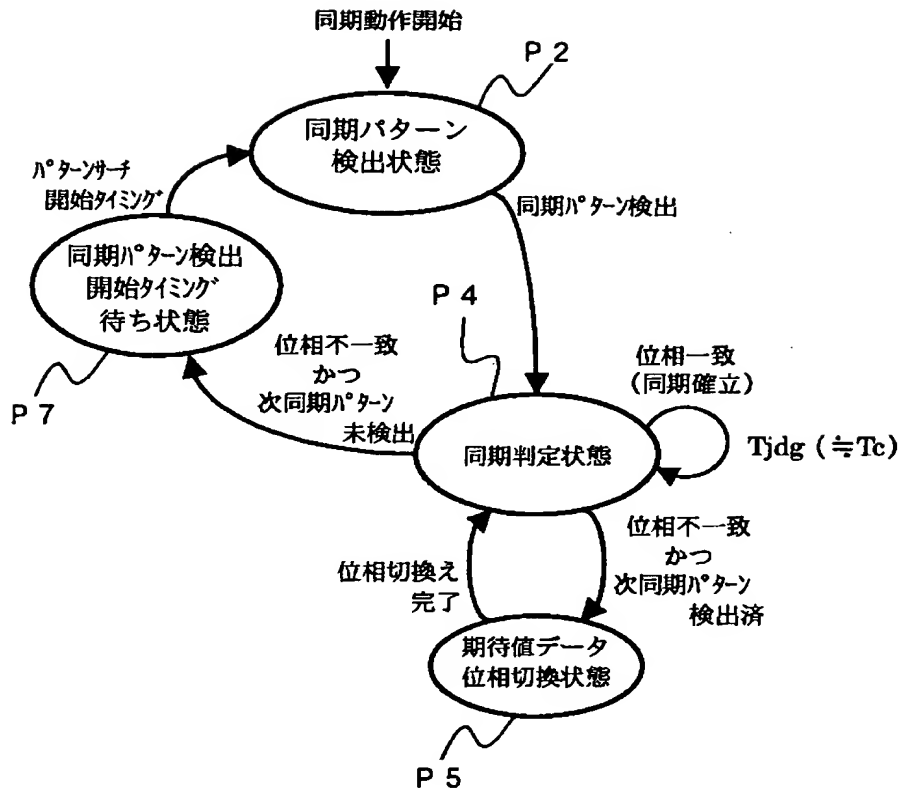 同期動作開始
P 2
同期パターン
検出状態
パターンサーチ
開始タイミング
同期パターン検出
同期パターン検出
開始タイミング
待ち状態
P 4
位相不一致
かつ
次同期パターン
未検出
P 7
位相一致
(同期確立)
同期判定状態
Tjdg (≒Tc)
位相切換え
完了
位相不一致
かつ
次同期パターン
検出済
期待値データ
位相切換状態
P 5